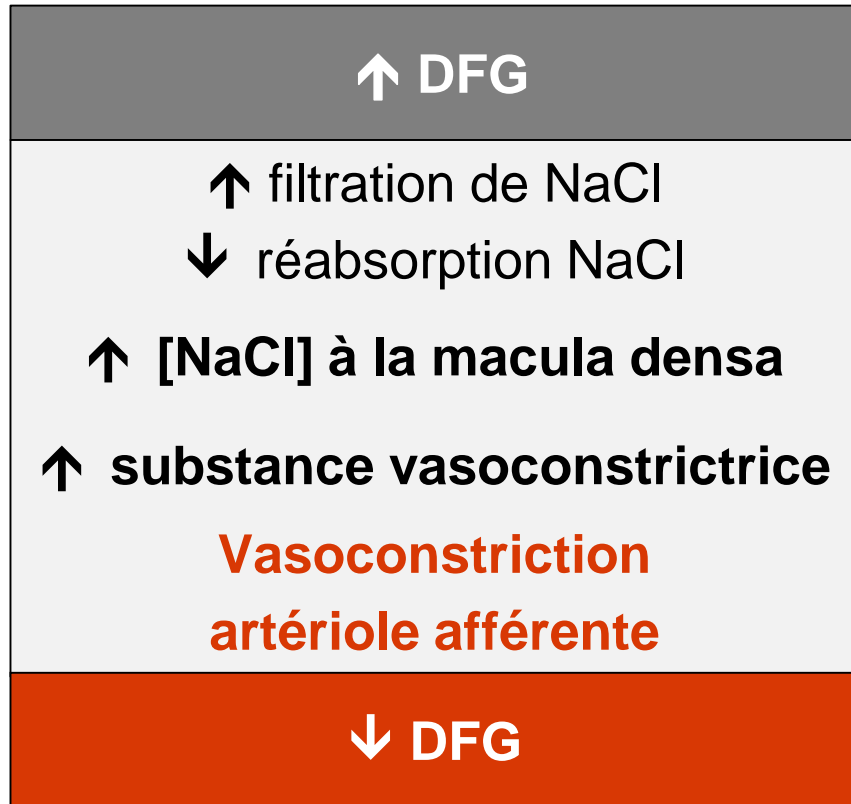 ↑ DFG
↑ filtration de NaCl
↓ réabsorption NaCl
↑ [NaCl] à la macula densa
↑ substance vasoconstrictrice
Vasoconstriction
artériole afférente
↓ DFG